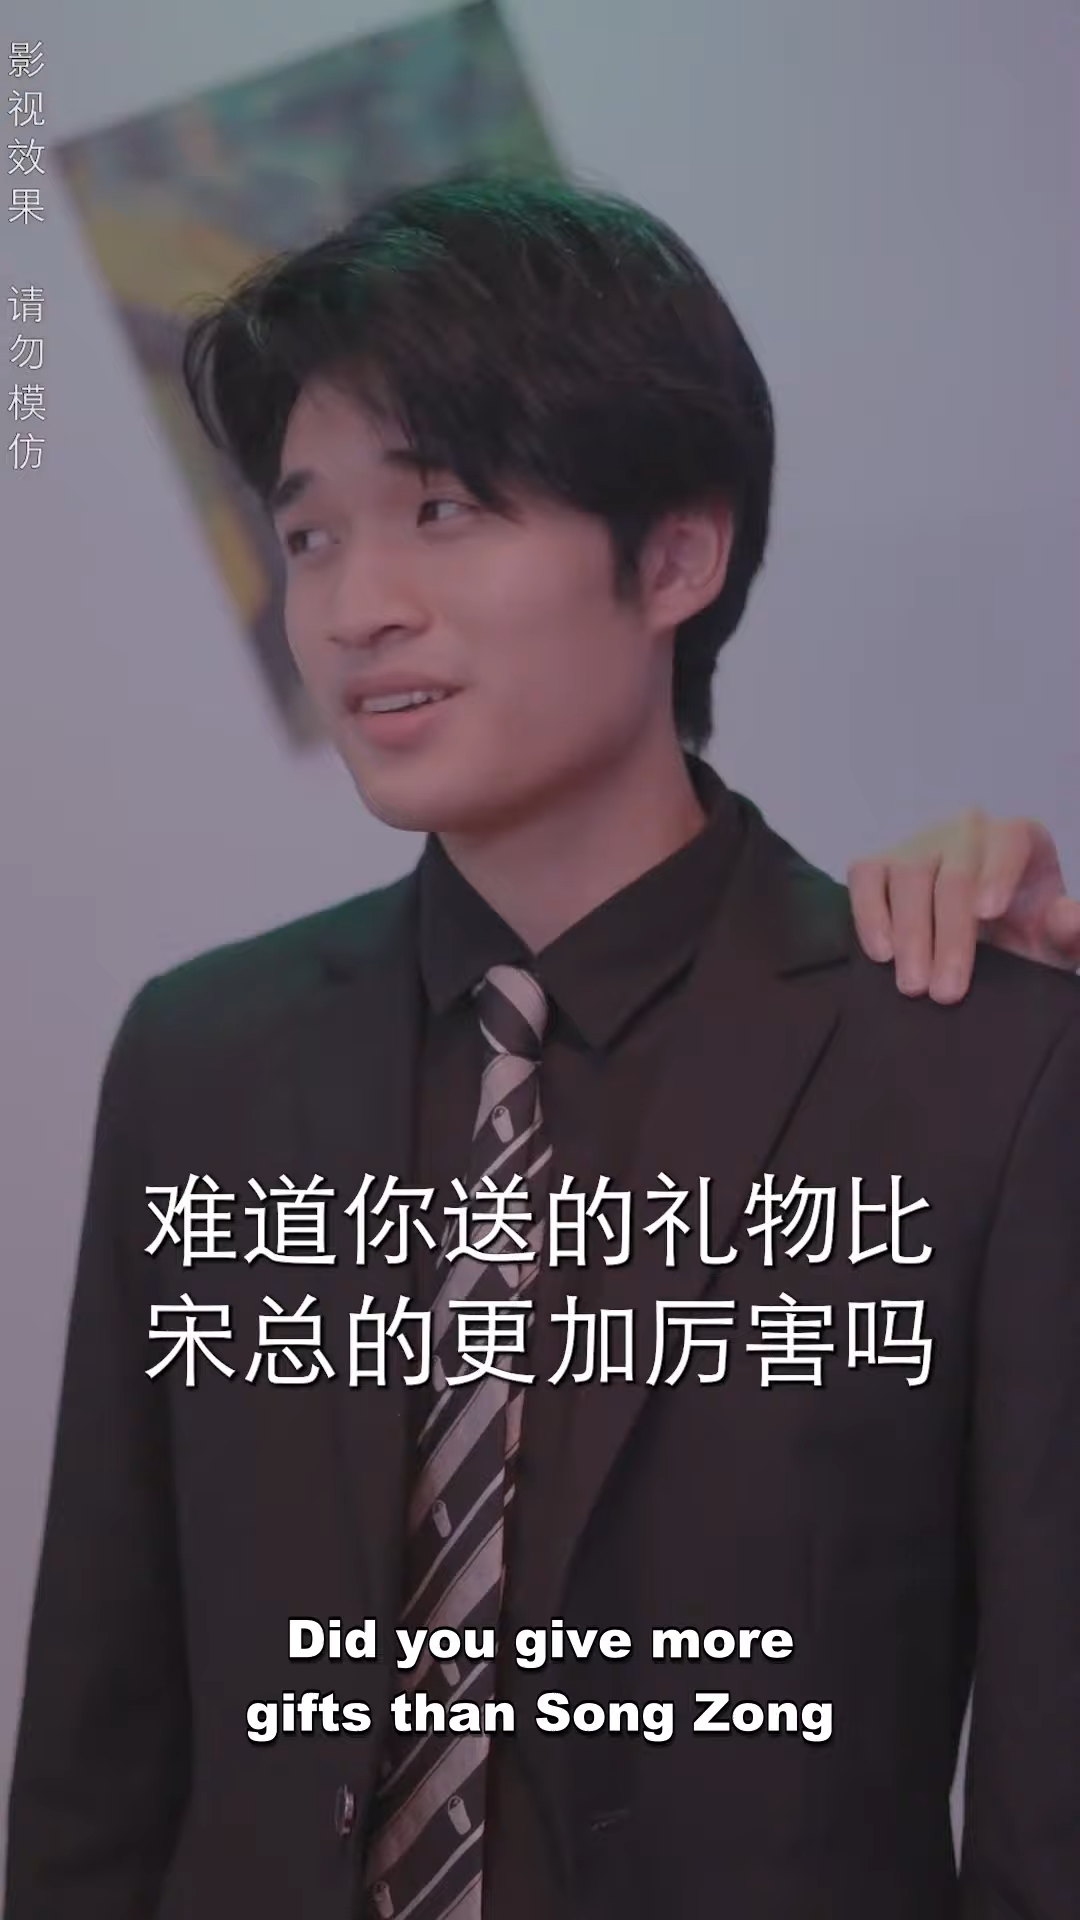 影视效果 请勿模仿
难道你送的礼物比
宋总的更加厉害吗
Did you give more
gifts than Song Zong